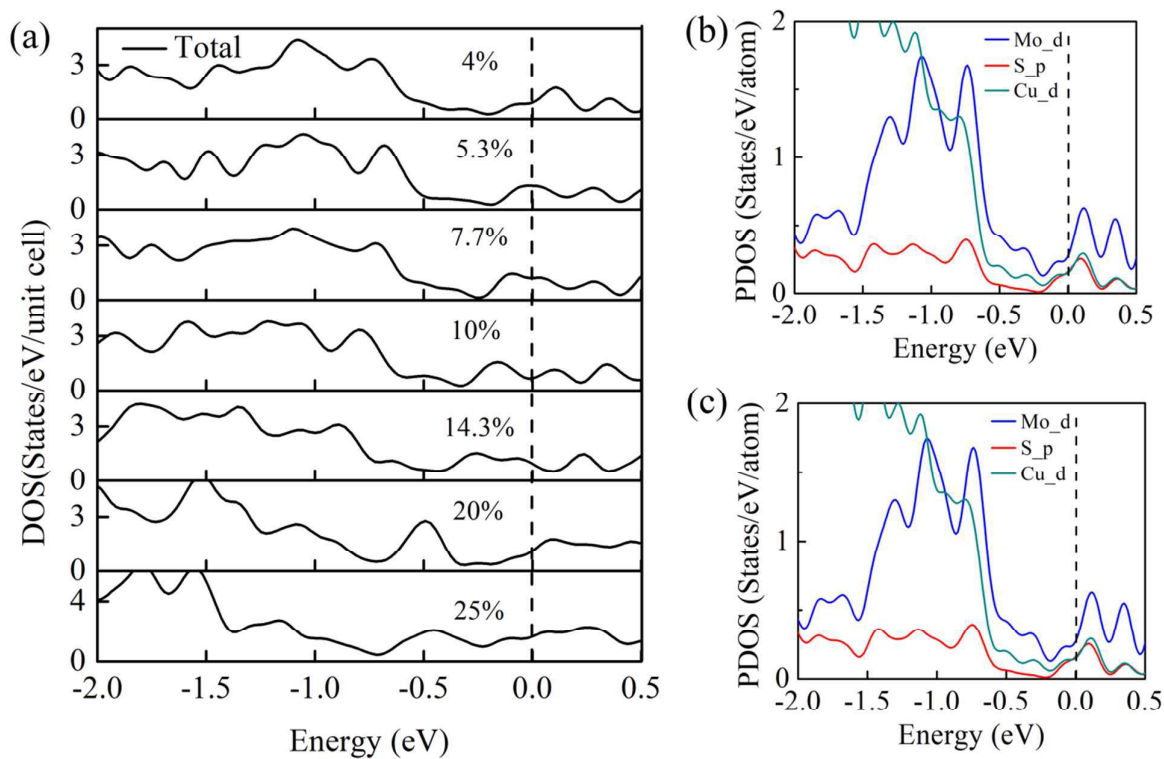 (a)
DOS(States/eV/unit cell)
Total
4%
3
0
5.3%
3
0
7.7%
3
0
10%
3
0
14.3%
3
0
20%
3
0
25%
4
0
-2.0 -1.5 -1.0 -0.5 0.0 0.5
Energy (eV)
(b)
PDOS (States/eV/atom)
Mo_d
S_p
Cu_d
2
1
0
-2.0 -1.5 -1.0 -0.5 0.0 0.5
Energy (eV)
(c)
PDOS (States/eV/atom)
Mo_d
S_p
Cu_d
2
1
0
-2.0 -1.5 -1.0 -0.5 0.0 0.5
Energy (eV)